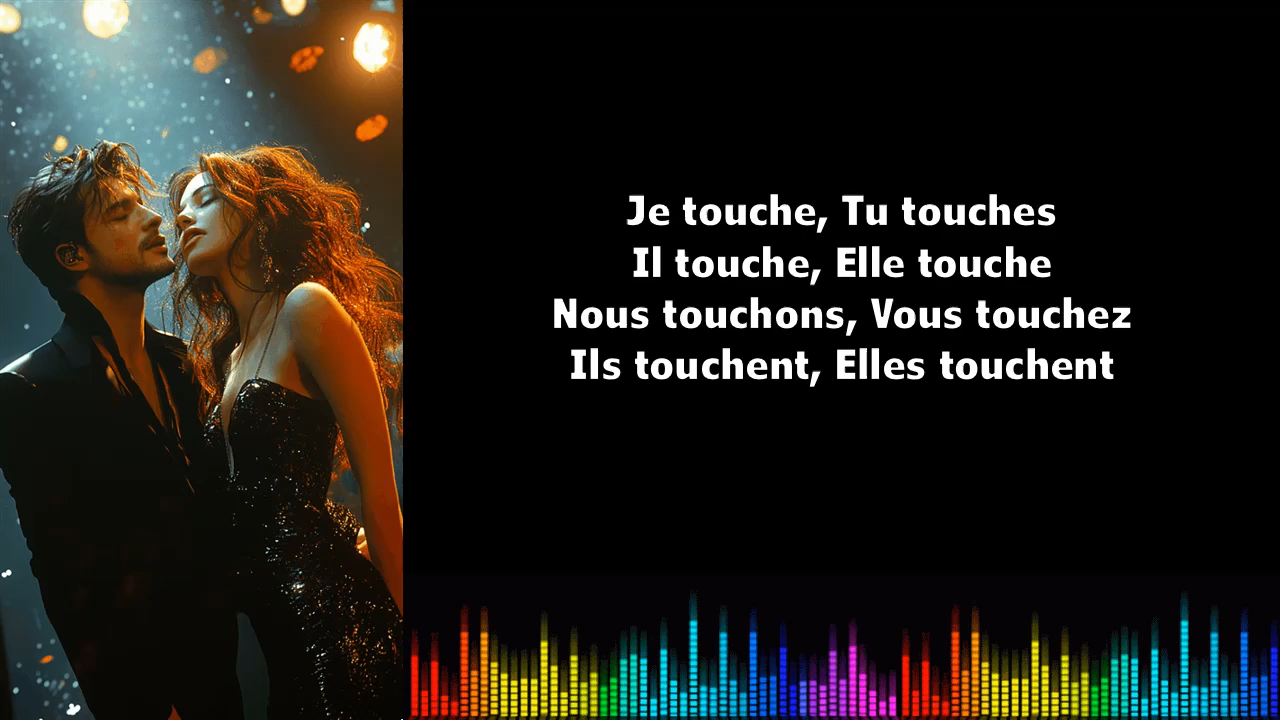 Je touche, Tu touches
Il touche, Elle touche
Nous touchons, Vous touchez
Ils touchent, Elles touchent